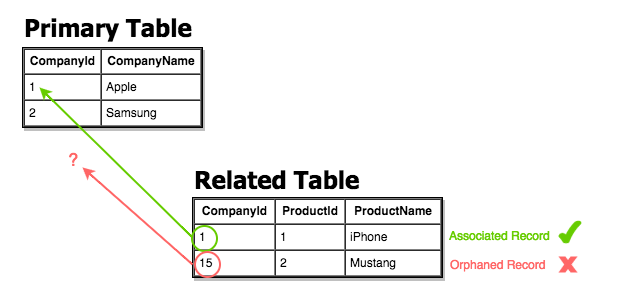 Primary Table
CompanyId CompanyName
1 Apple
2 Samsung
?
Related Table
CompanyId ProductId ProductName
1 1 iPhone Associated Record
15 2 Mustang Orphaned Record